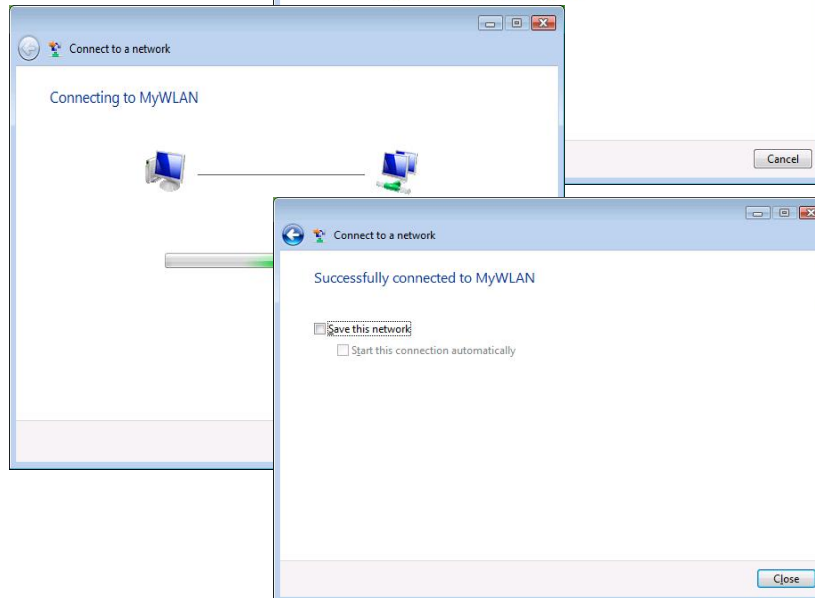 Connect to a network
Connecting to MyWLAN
Cancel
Connect to a network
Successfully connected to MyWLAN
Save this network
Start this connection automatically
Close